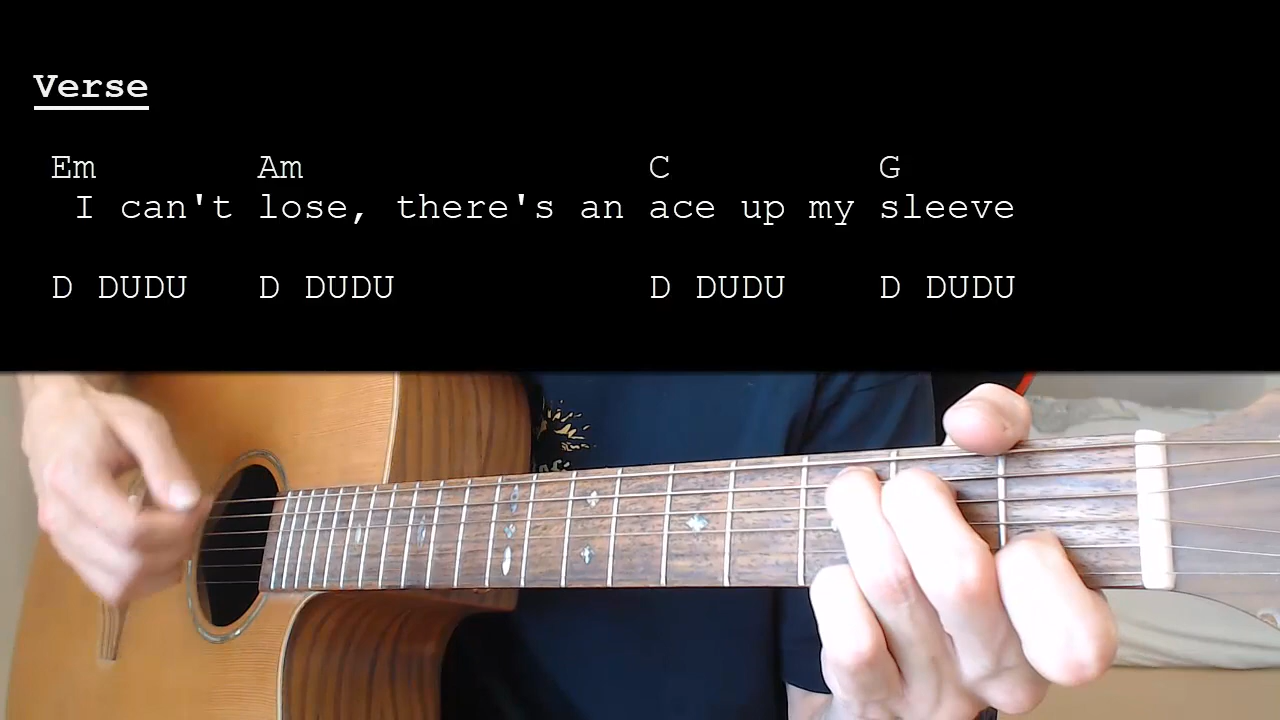 Verse
Em Am C G
I can't lose, there's an ace up my sleeve
D DUDU D DUDU D DUDU D DUDU